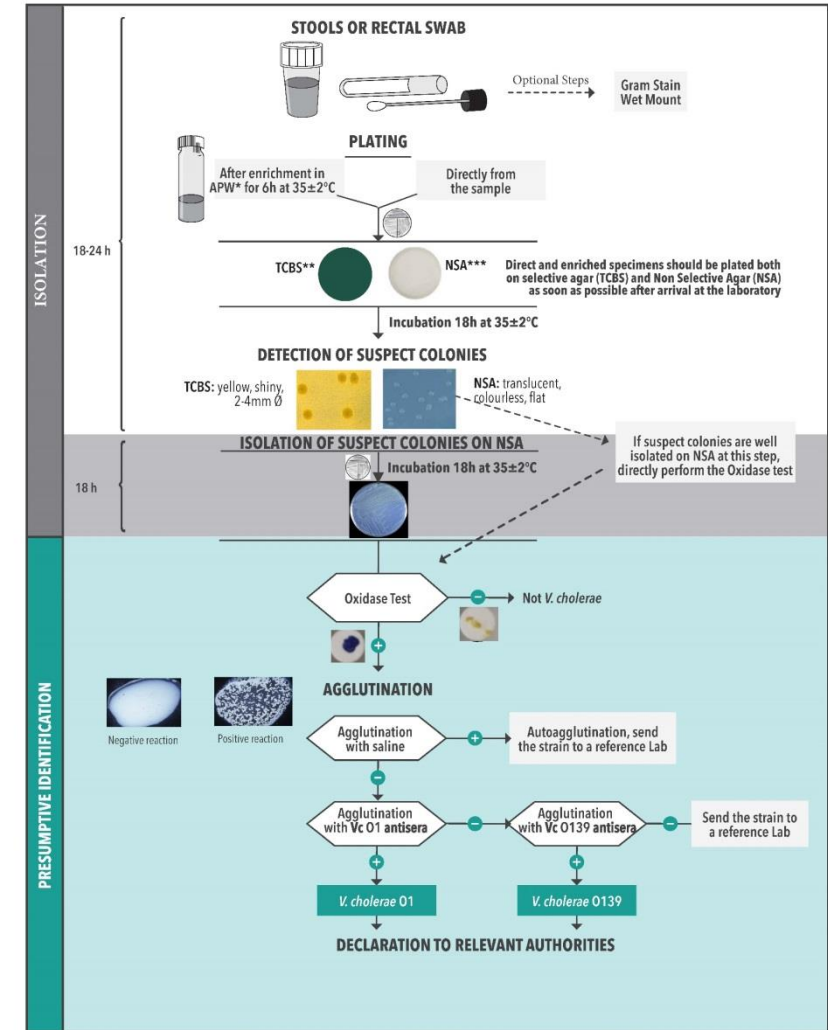 STOOLS OR RECTAL SWAB
Optional Steps
Gram Stain
Wet Mount
PLATING
After enrichment in
APW* for 6h at 35±2°C
Directly from
the sample
ISOLATION
18-24 h
TCBS**
NSA***
Direct and enriched specimens should be plated both
on selective agar (TCBS) and Non Selective Agar (NSA)
as soon as possible after arrival at the laboratory
Incubation 18h at 35±2°C
DETECTION OF SUSPECT COLONIES
TCBS: yellow, shiny,
2-4mm Ø
NSA: translucent,
colourless, flat
ISOLATION OF SUSPECT COLONIES ON NSA
If suspect colonies are well
isolated on NSA at this step,
directly perform the Oxidase test
18 h
Incubation 18h at 35±2°C
PRESUMPTIVE IDENTIFICATION
Oxidase Test
−
Not V. cholerae
+
AGGLUTINATION
Negative reaction
Positive reaction
Agglutination
with saline
+
Autoagglutination, send
the strain to a reference Lab
−
Agglutination
with Vc O1 antisera
−
Agglutination
with Vc O139 antisera
−
Send the strain to
a reference Lab
+
+
V. cholerae O1
V. cholerae O139
DECLARATION TO RELEVANT AUTHORITIES